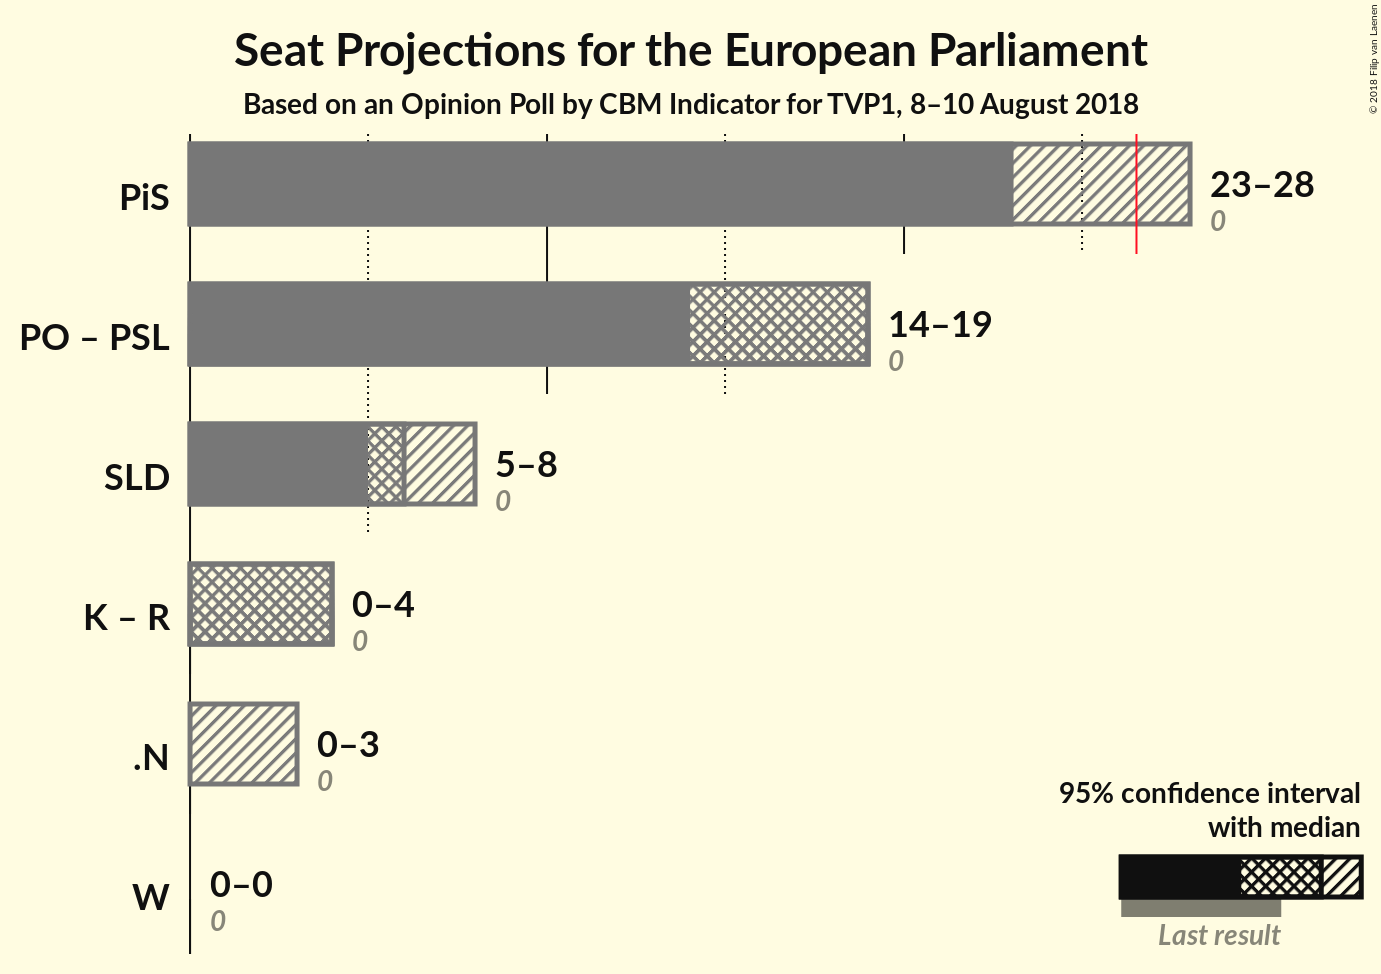 Seat Projections for the European Parliament
Based on an Opinion Poll by CBM Indicator for TVP1, 8–10 August 2018
© 2018 Filip van Laenen
PiS
23–28
0
PO – PSL
14–19
0
SLD
5–8
0
K – R
0–4
0
.N
0–3
0
W
0–0
0
95% confidence interval
with median
Last result